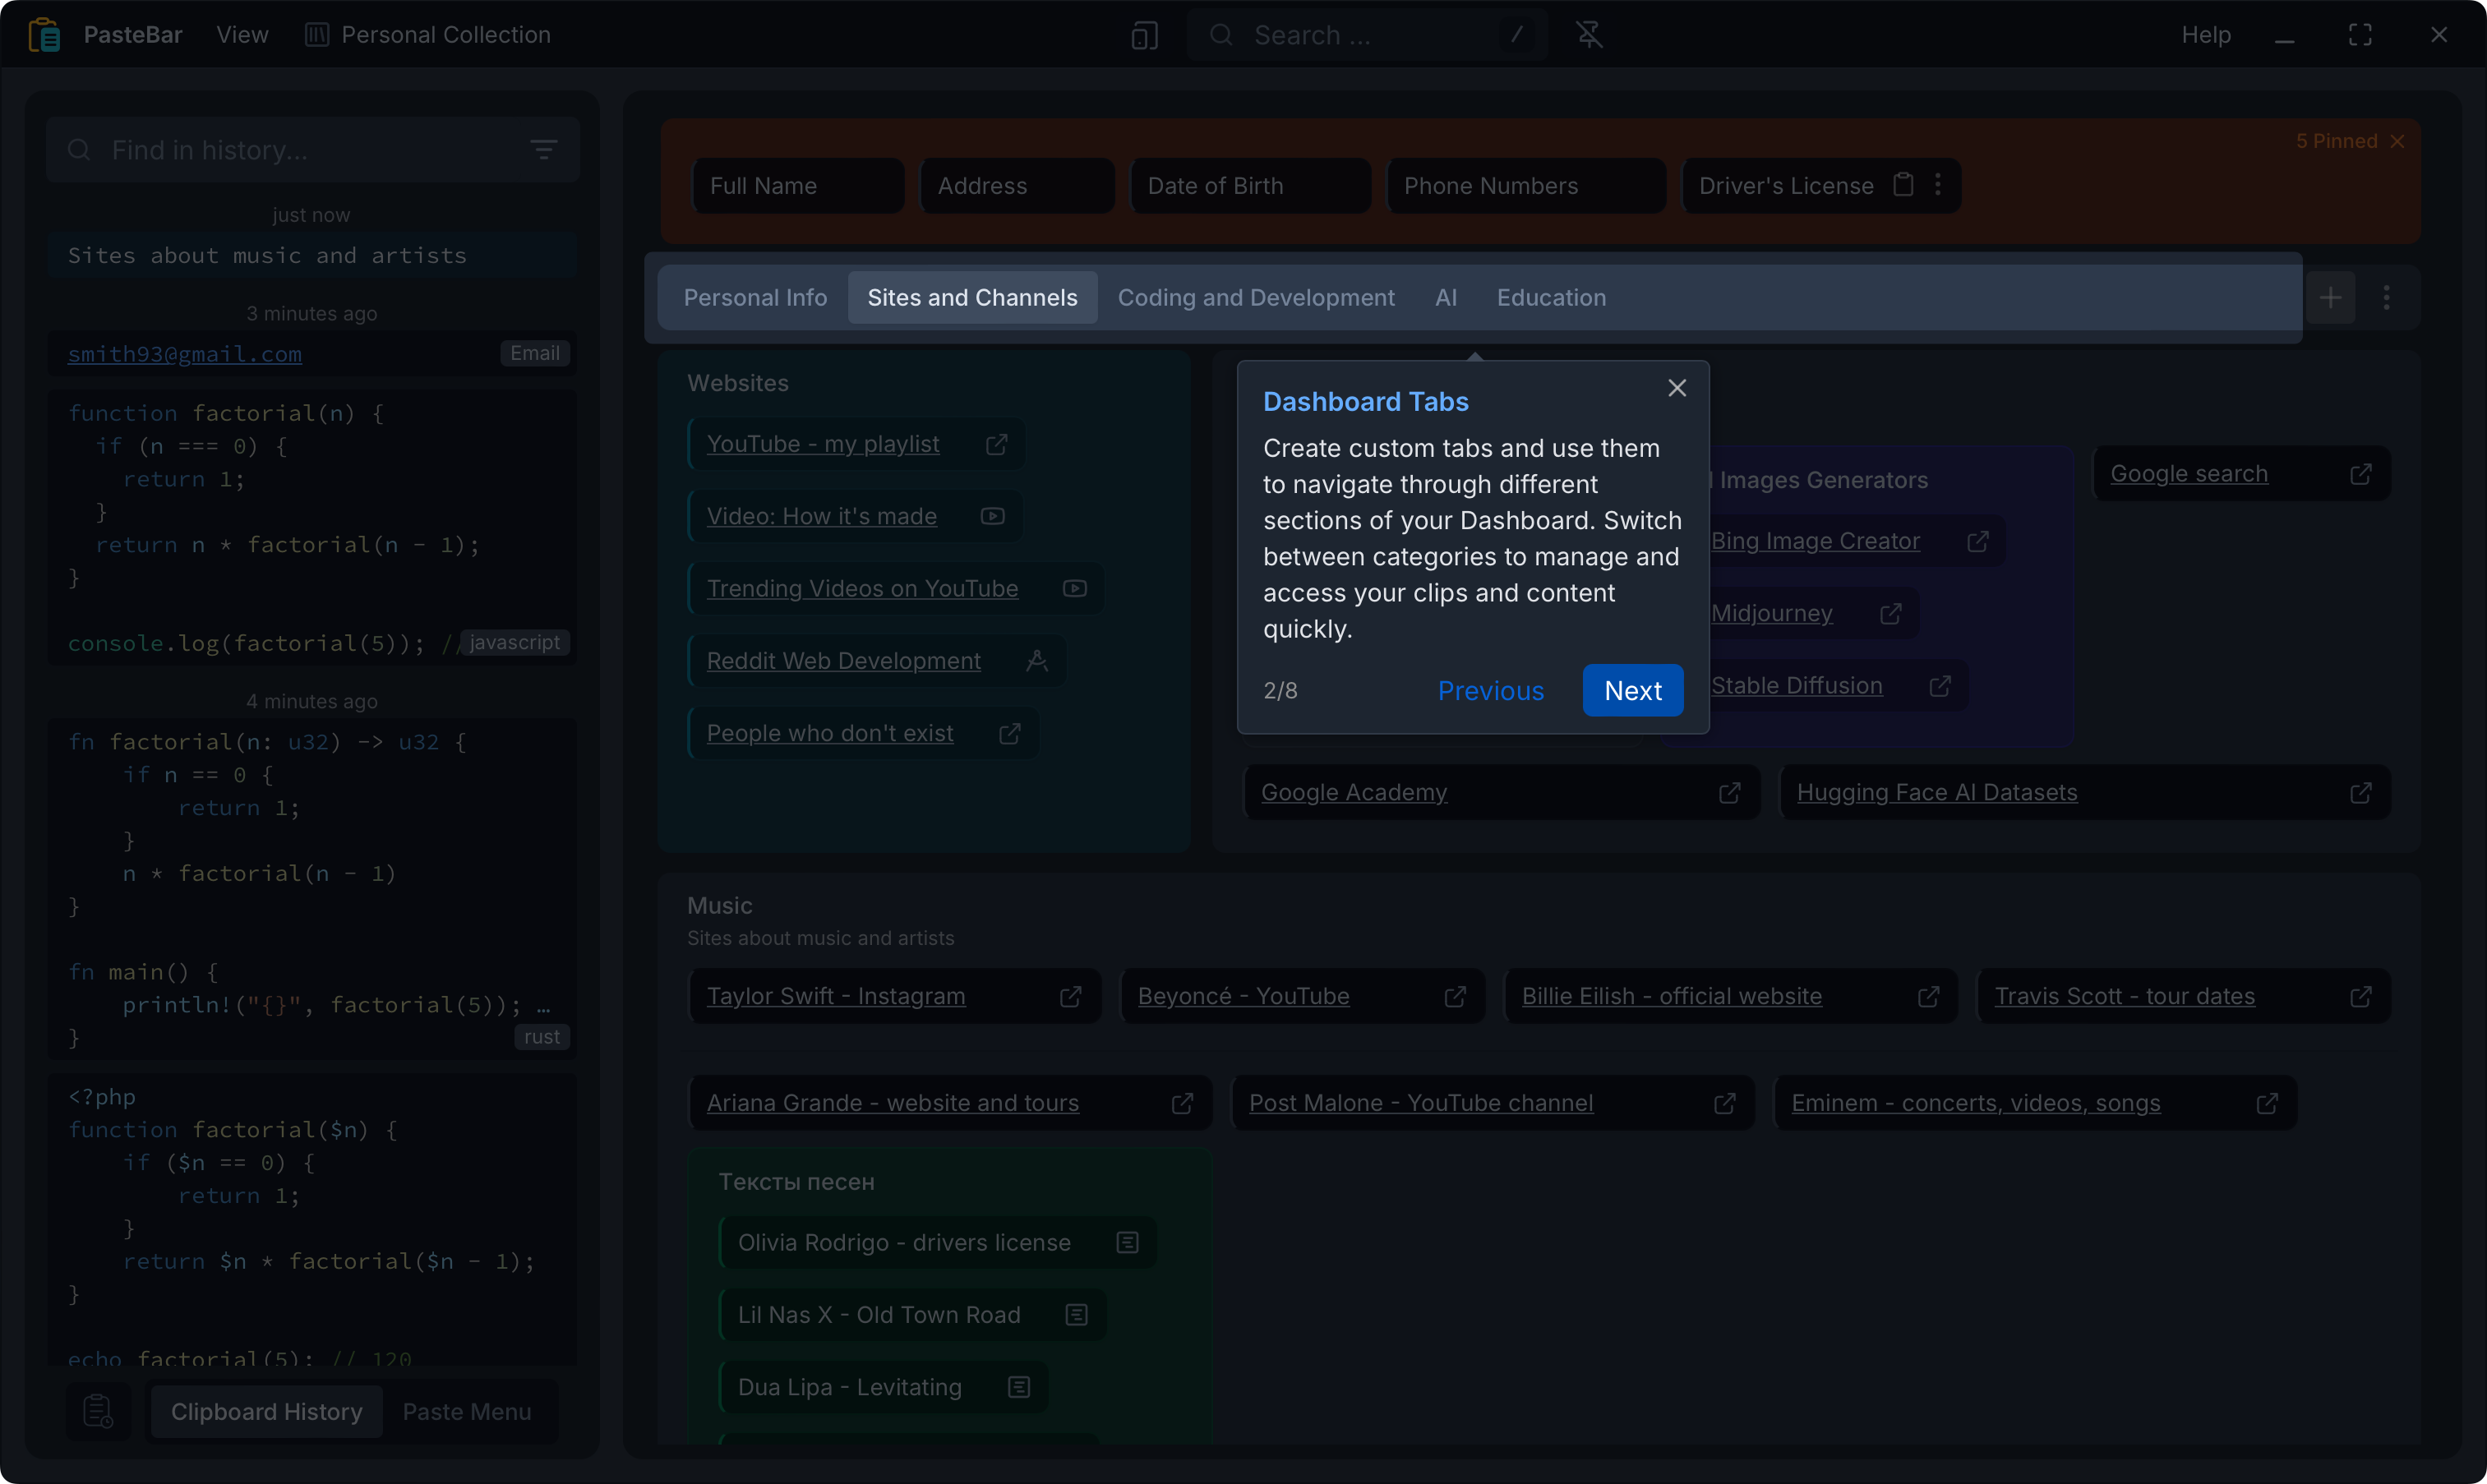 PasteBar View Personal Collection Search ... / Help
Find in history...
just now
Sites about music and artists
3 minutes ago
smith93@gmail.com Email
function factorial(n) {
  if (n === 0) {
    return 1;
  }
  return n * factorial(n - 1);
}
console.log(factorial(5)); // javascript
4 minutes ago
fn factorial(n: u32) -> u32 {
    if n == 0 {
        return 1;
    }
    n * factorial(n - 1)
}
fn main() {
    println!("{}", factorial(5)); …
}
rust
<?php
function factorial($n) {
    if ($n == 0) {
        return 1;
    }
    return $n * factorial($n - 1);
}
echo factorial(5); // 120
Clipboard History Paste Menu
5 Pinned
Full Name Address Date of Birth Phone Numbers Driver's License
Personal Info Sites and Channels Coding and Development AI Education
Websites
YouTube - my playlist
Video: How it's made
Trending Videos on YouTube
Reddit Web Development
People who don't exist
Dashboard Tabs
Create custom tabs and use them
to navigate through different
sections of your Dashboard. Switch
between categories to manage and
access your clips and content
quickly.
2/8 Previous Next
Images Generators
Bing Image Creator
Midjourney
Stable Diffusion
Google search
Google Academy Hugging Face AI Datasets
Music
Sites about music and artists
Taylor Swift - Instagram Beyoncé - YouTube Billie Eilish - official website Travis Scott - tour dates
Ariana Grande - website and tours Post Malone - YouTube channel Eminem - concerts, videos, songs
Тексты песен
Olivia Rodrigo - drivers license
Lil Nas X - Old Town Road
Dua Lipa - Levitating